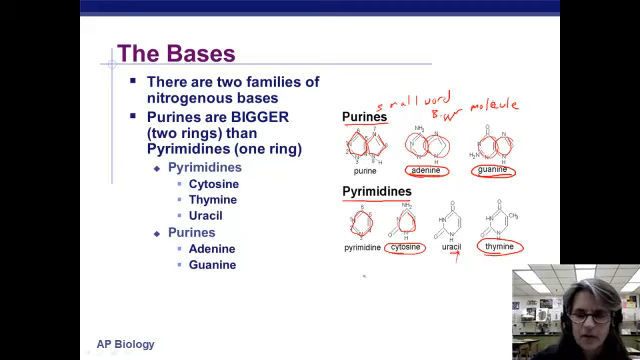 The Bases
There are two families of
nitrogenous bases
Purines are BIGGER
(two rings) than
Pyrimidines (one ring)
Pyrimidines
Cytosine
Thymine
Uracil
Purines
Adenine
Guanine
small word
Bigger molecule
Purines
purine
adenine
guanine
Pyrimidines
pyrimidine
cytosine
uracil
thymine
AP Biology